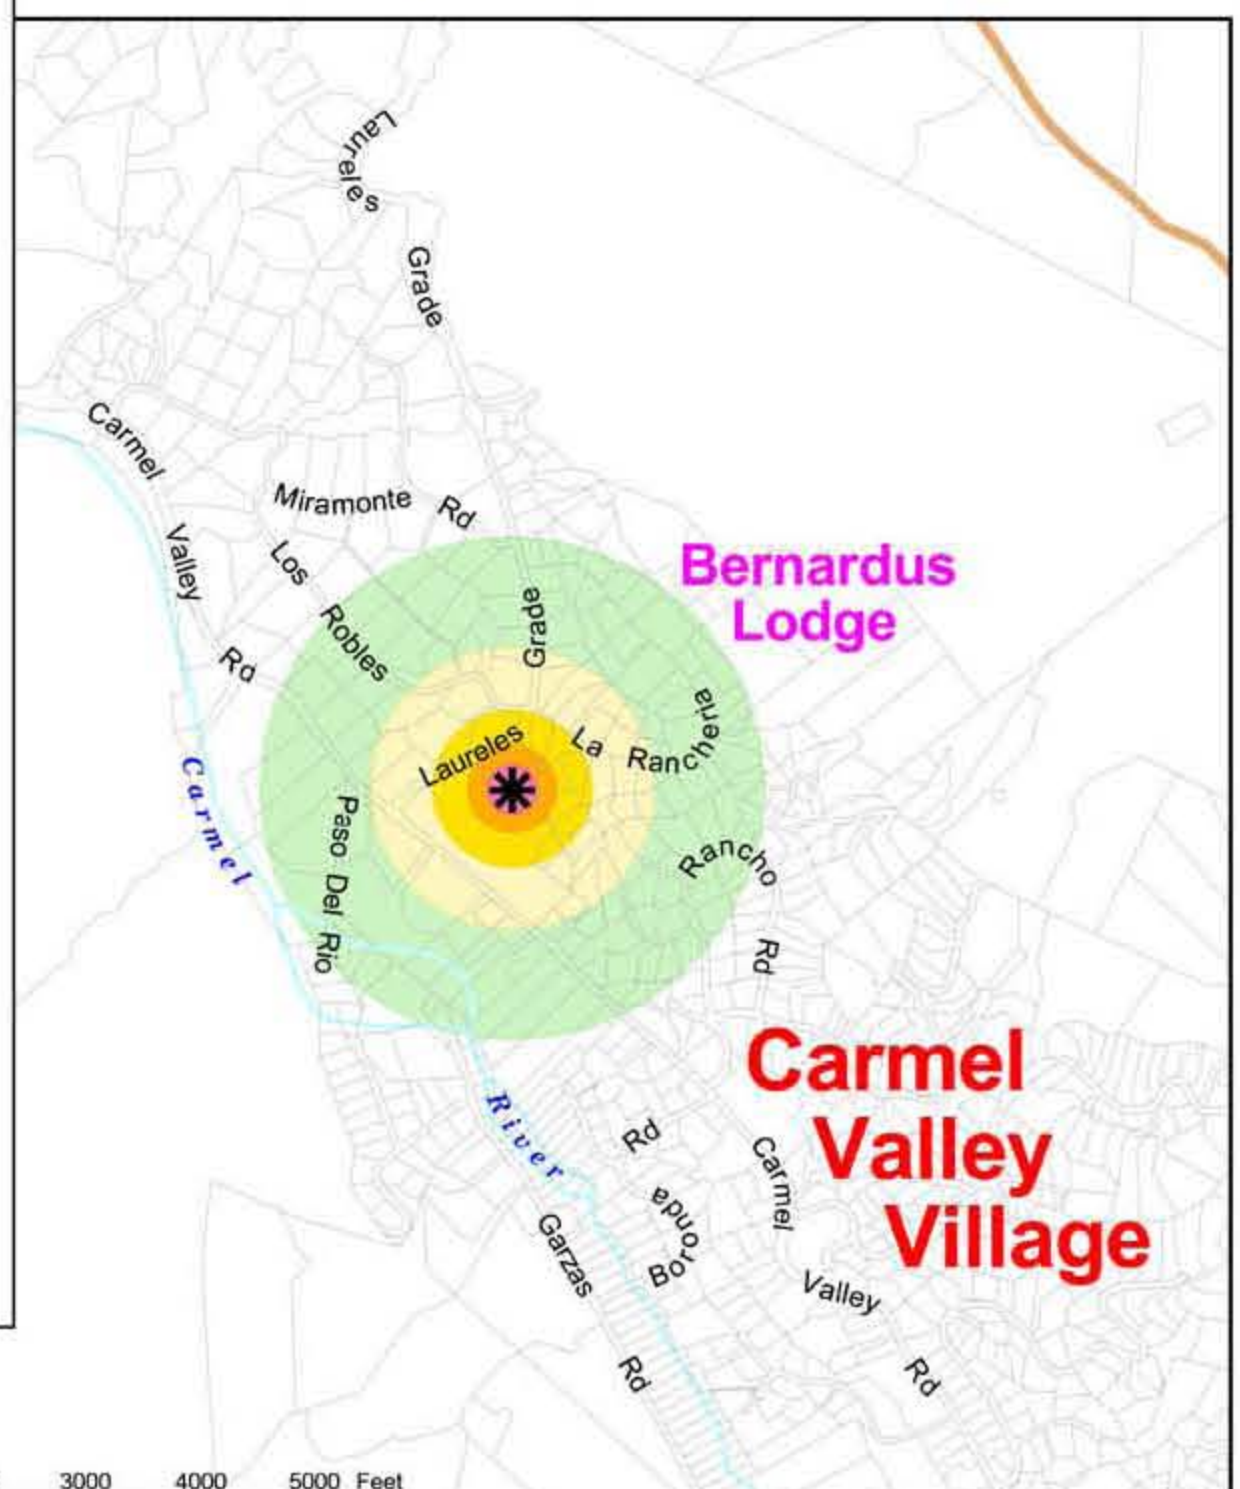 Laureles
Grade
Carmel
Valley
Rd
Miramonte Rd
Los
Robles
Bernardus
Lodge
Grade
Laureles
La Rancheria
Rancho
Rd
Paso Del Rio
Carmel
River
Carmel
Valley
Village
Rd
Boronda
Carmel
Valley
Rd
Garzas
Rd
3000 4000 5000 Feet